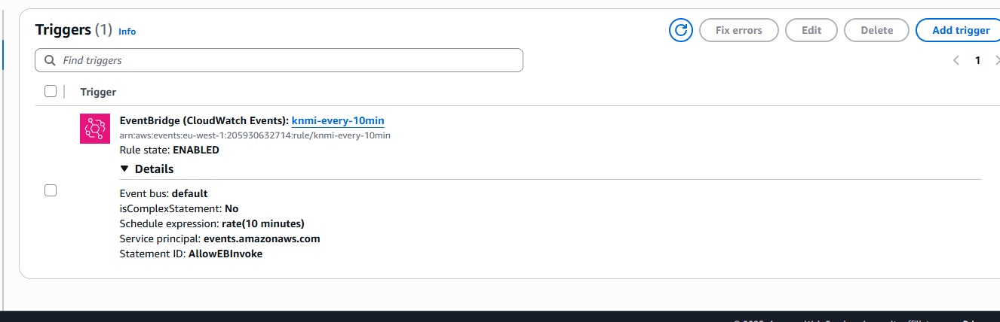 Triggers (1) Info
Fix errors
Edit
Delete
Add trigger
Find triggers
1
Trigger
EventBridge (CloudWatch Events): knmi-every-10min
arn:aws:events:eu-west-1:205930632714:rule/knmi-every-10min
Rule state: ENABLED
Details
Event bus: default
isComplexStatement: No
Schedule expression: rate(10 minutes)
Service principal: events.amazonaws.com
Statement ID: AllowEBInvoke